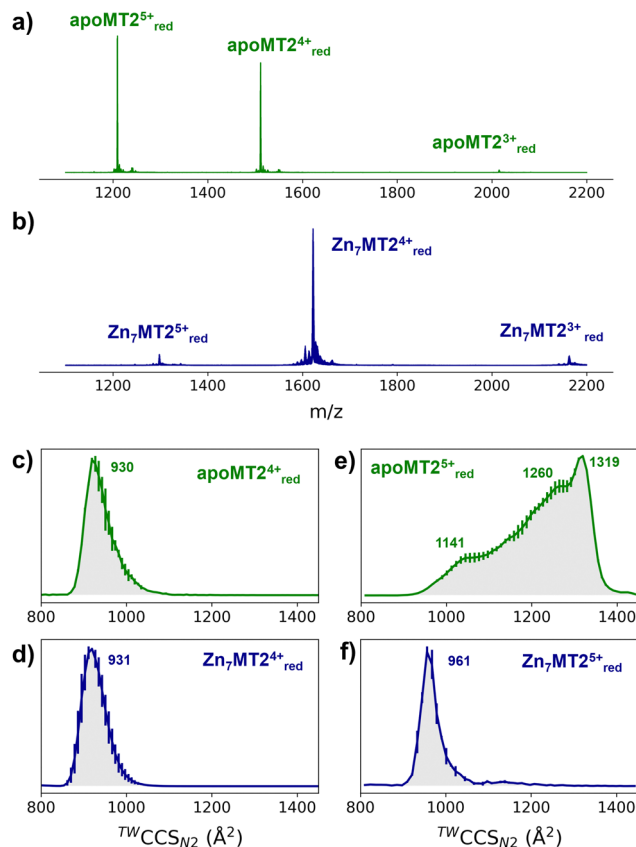 a)
apoMT2⁵⁺red
apoMT2⁴⁺red
apoMT2³⁺red
1200 1400 1600 1800 2000 2200
b)
Zn₇MT2⁴⁺red
Zn₇MT2⁵⁺red
Zn₇MT2³⁺red
1200 1400 1600 1800 2000 2200
m/z
c)
930
apoMT2⁴⁺red
800 1000 1200 1400
e)
apoMT2⁵⁺red
1260
1319
1141
800 1000 1200 1400
d)
931
Zn₇MT2⁴⁺red
800 1000 1200 1400
TWCCSN2 (Å²)
f)
961
Zn₇MT2⁵⁺red
800 1000 1200 1400
TWCCSN2 (Å²)